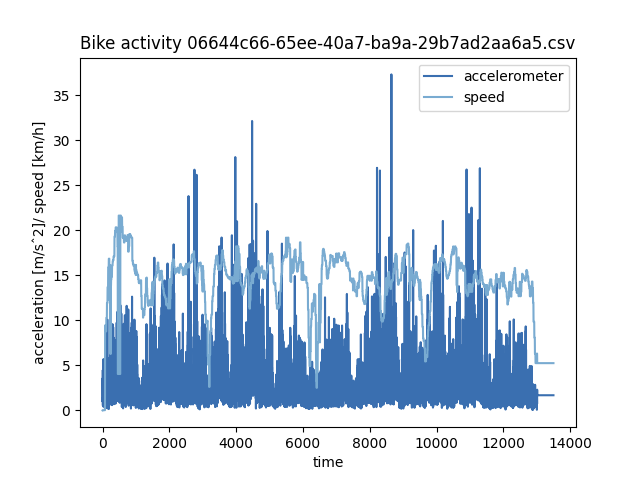 Bike activity 06644c66-65ee-40a7-ba9a-29b7ad2aa6a5.csv
accelerometer
speed
acceleration [m/s^2]/ speed [km/h]
35
30
25
20
15
10
5
0
0 2000 4000 6000 8000 10000 12000 14000
time